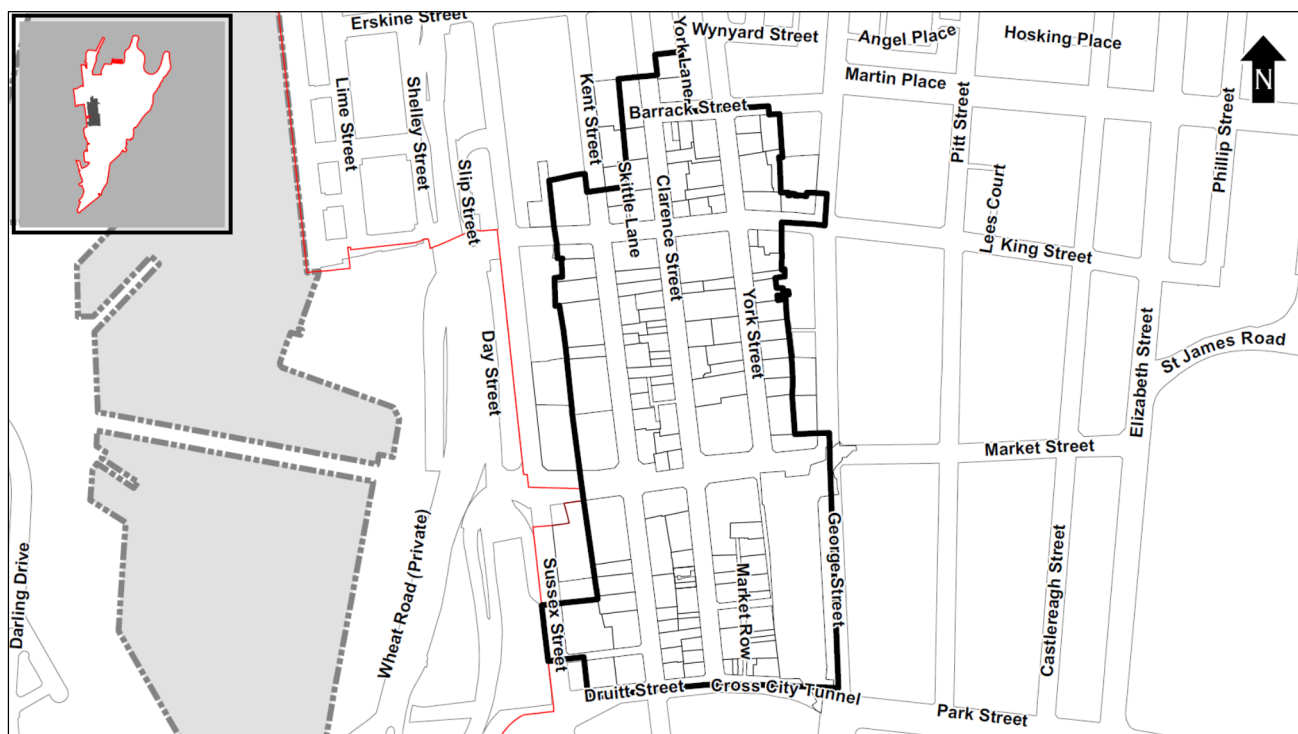 Erskine Street
York Lane
Wynyard Street
Angel Place
Hosking Place
N
Martin Place
Lime Street
Shelley Street
Kent Street
Barrack Street
Pitt Street
Phillip Street
Slip Street
Skittle Lane
Clarence Street
Lees Court
King Street
Day Street
York Street
Elizabeth Street
St James Road
Market Street
Wheat Road (Private)
Darling Drive
Sussex Street
Market Row
George Street
Castlereagh Street
Druitt Street
Cross City Tunnel
Park Street